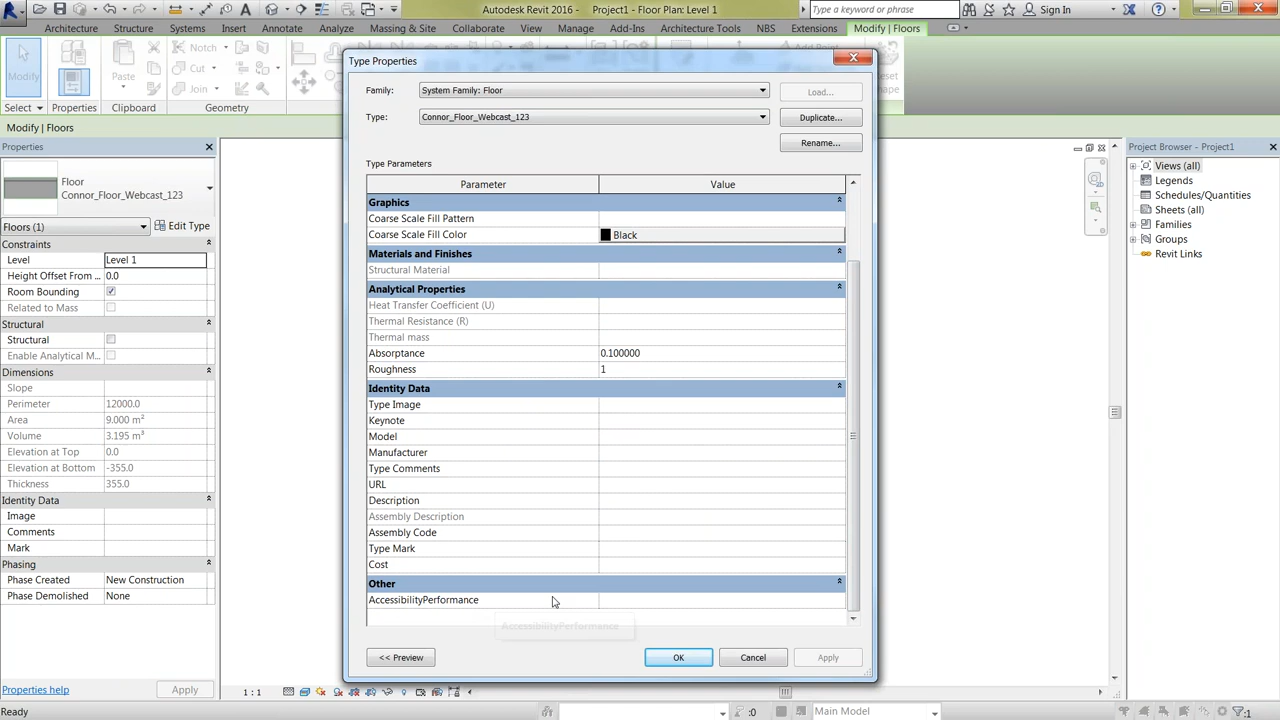 Autodesk Revit 2016 - Project1 - Floor Plan: Level 1
Type a keyword or phrase
Sign In
Architecture Structure Systems Insert Annotate Analyze Massing & Site Collaborate View Manage Add-Ins Architecture Tools NBS Extensions Modify | Floors
Modify
Paste
Notch
Cut
Join
Select Properties Clipboard Geometry
Modify | Floors
Properties
Floor
Connor_Floor_Webcast_123
Floors (1)
Edit Type
Constraints
Level Level 1
Height Offset From ... 0.0
Room Bounding
Related to Mass
Structural
Structural
Enable Analytical M...
Dimensions
Slope
Perimeter 12000.0
Area 9.000 m²
Volume 3.195 m³
Elevation at Top 0.0
Elevation at Bottom -355.0
Thickness 355.0
Identity Data
Image
Comments
Mark
Phasing
Phase Created New Construction
Phase Demolished None
Properties help
Apply
Type Properties
Family: System Family: Floor
Load...
Type: Connor_Floor_Webcast_123
Duplicate...
Rename...
Type Parameters
Parameter Value
Graphics
Coarse Scale Fill Pattern
Coarse Scale Fill Color Black
Materials and Finishes
Structural Material
Analytical Properties
Heat Transfer Coefficient (U)
Thermal Resistance (R)
Thermal mass
Absorptance 0.100000
Roughness 1
Identity Data
Type Image
Keynote
Model
Manufacturer
Type Comments
URL
Description
Assembly Description
Assembly Code
Type Mark
Cost
Other
AccessibilityPerformance
AccessibilityPerformance
<< Preview
OK
Cancel
Apply
Project Browser - Project1
Views (all)
Legends
Schedules/Quantities
Sheets (all)
Families
Groups
Revit Links
1 : 1
Ready
:0
Main Model
:1